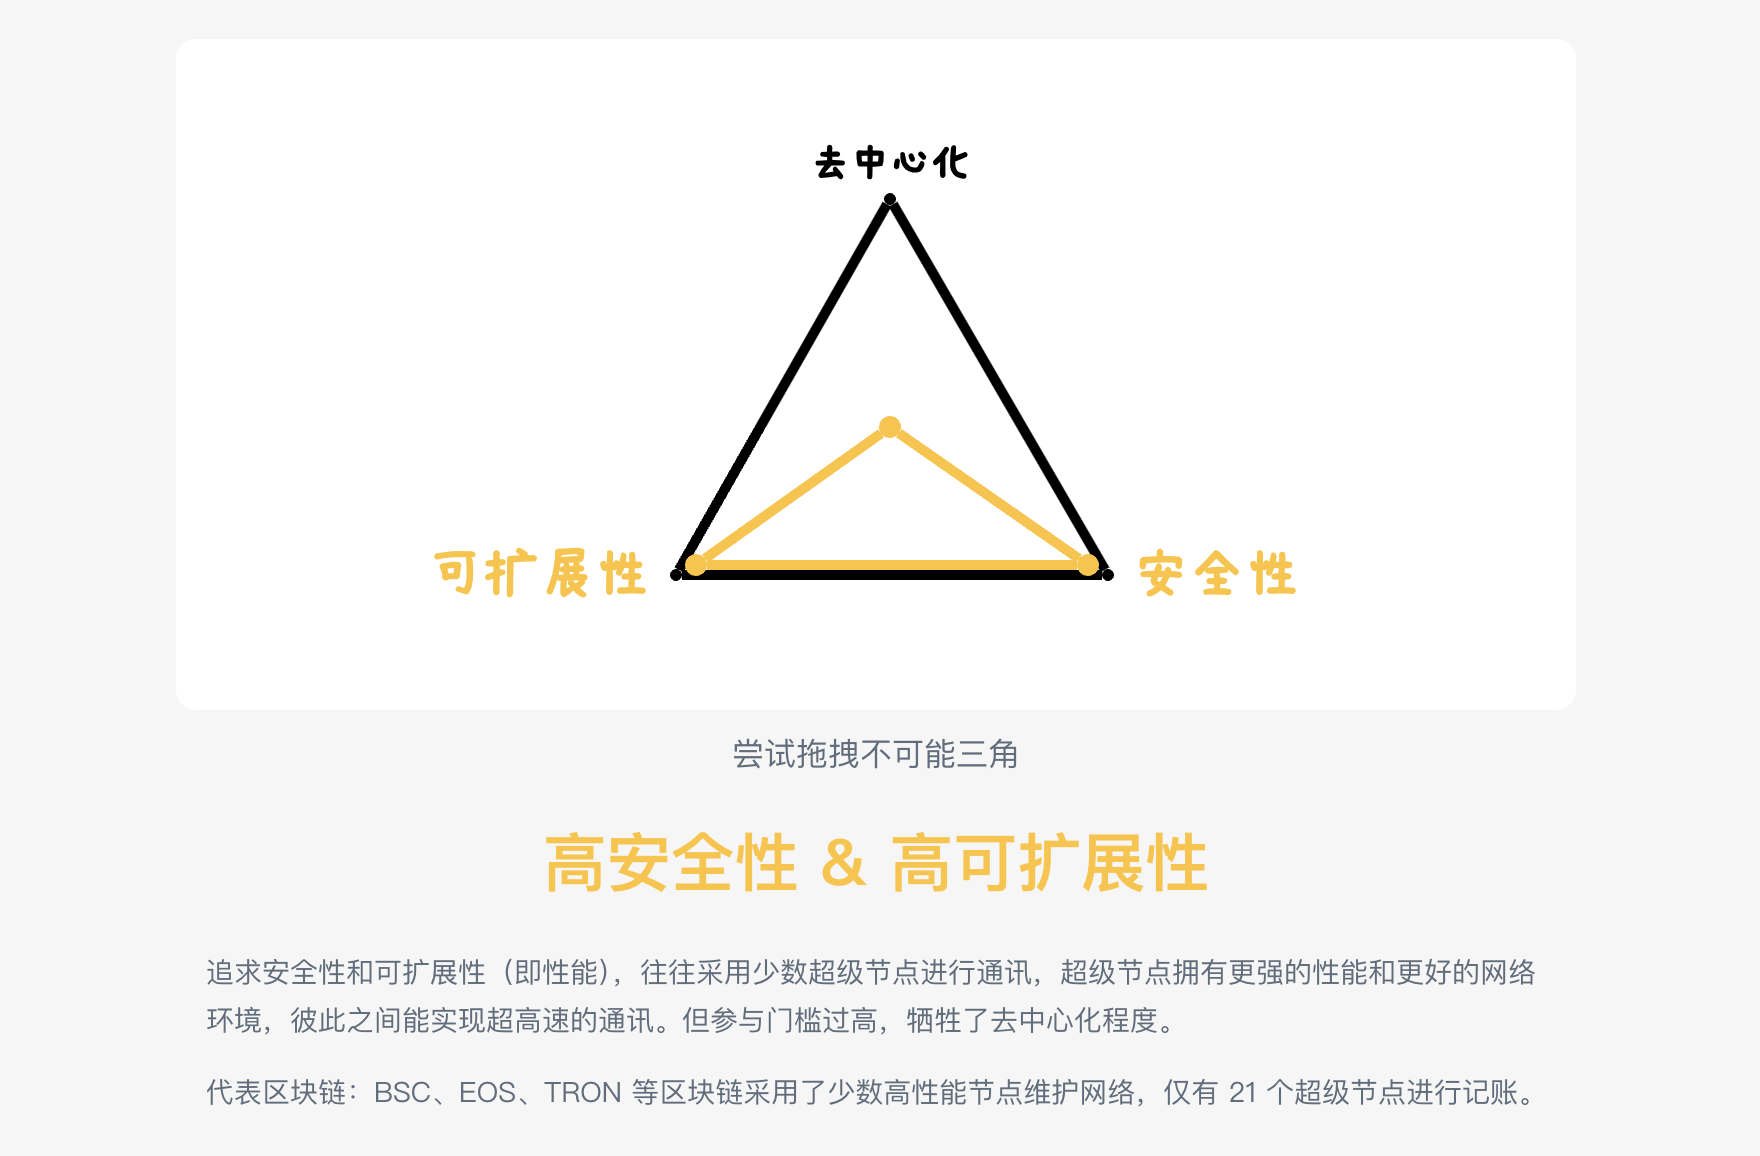 去中心化
可扩展性
安全性
尝试拖拽不可能三角
高安全性 & 高可扩展性
追求安全性和可扩展性（即性能），往往采用少数超级节点进行通讯，超级节点拥有更强的性能和更好的网络
环境，彼此之间能实现超高速的通讯。但参与门槛过高，牺牲了去中心化程度。
代表区块链：BSC、EOS、TRON 等区块链采用了少数高性能节点维护网络，仅有 21 个超级节点进行记账。